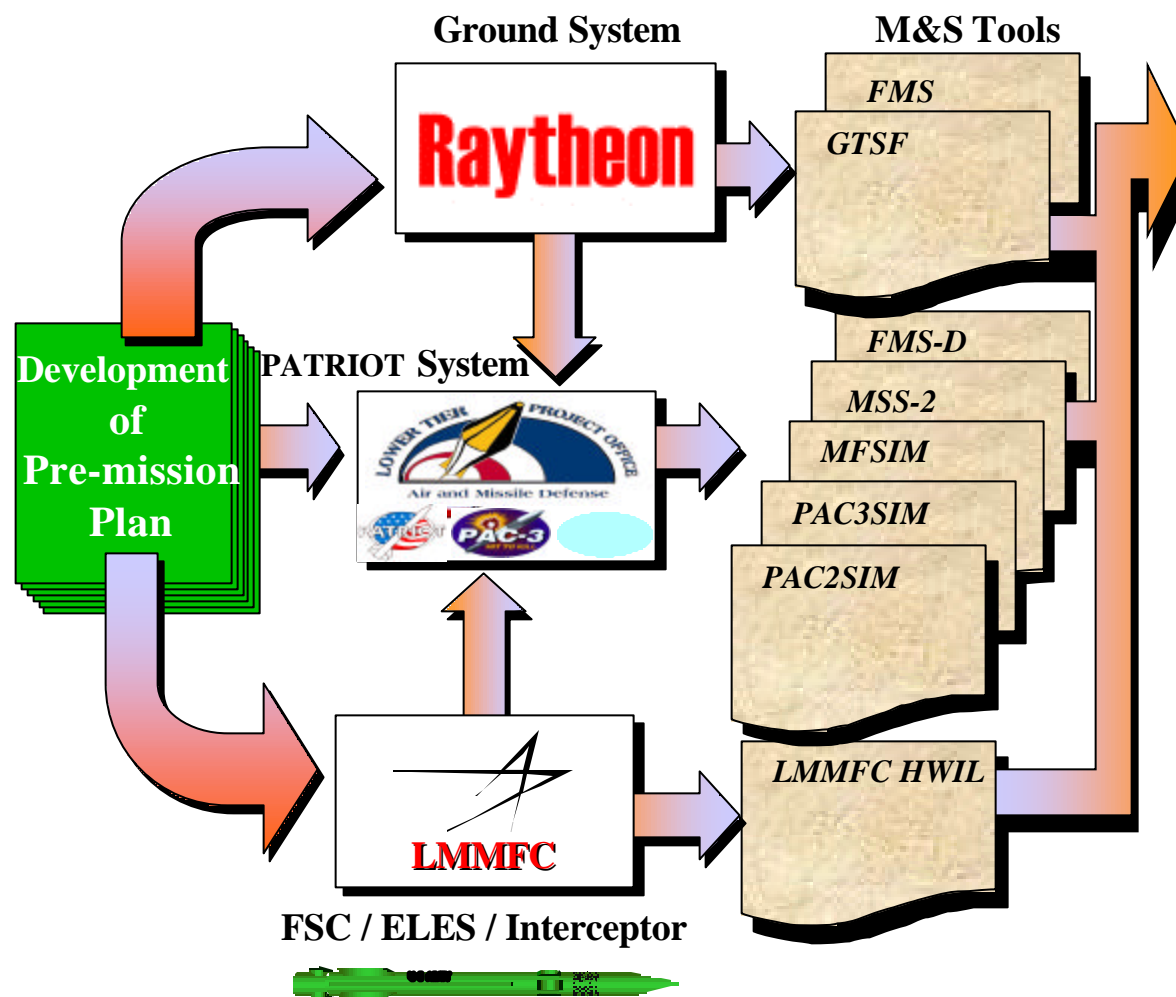 Ground System
M&S Tools
Raytheon
FMS
GTSF
Development
of
Pre-mission
Plan
PATRIOT System
LOWER TIER PROJECT OFFICE
Air and Missile Defense
PATRIOT
PAC-3
FMS-D
MSS-2
MFSIM
PAC3SIM
PAC2SIM
LMMFC
LMMFC HWIL
FSC / ELES / Interceptor